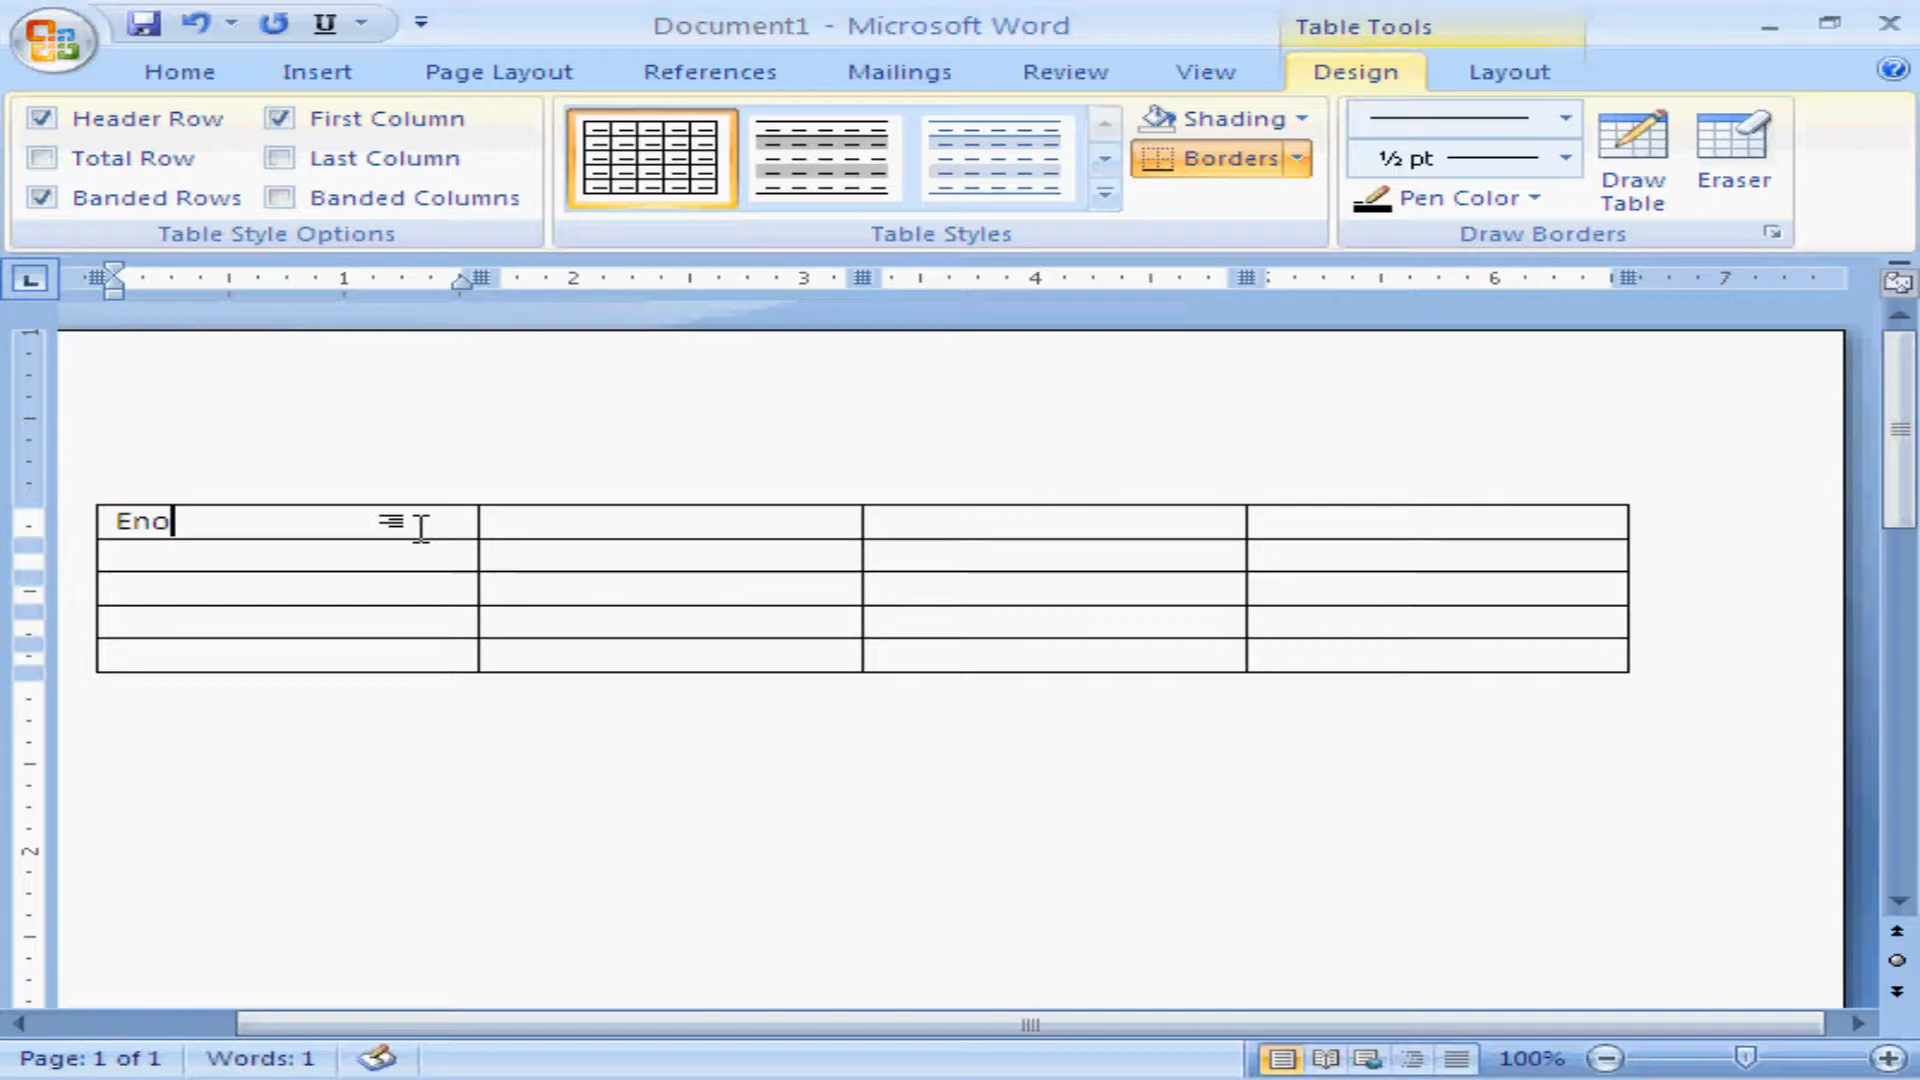 U Document1 - Microsoft Word Table Tools
Home Insert Page Layout References Mailings Review View Design Layout
Header Row First Column Shading
Total Row Last Column Borders ½ pt
Banded Rows Banded Columns Pen Color Draw Table Eraser
Table Style Options Table Styles Draw Borders
L 1 2 3 4 6 7
1
Eno
2
Page: 1 of 1 Words: 1 100%